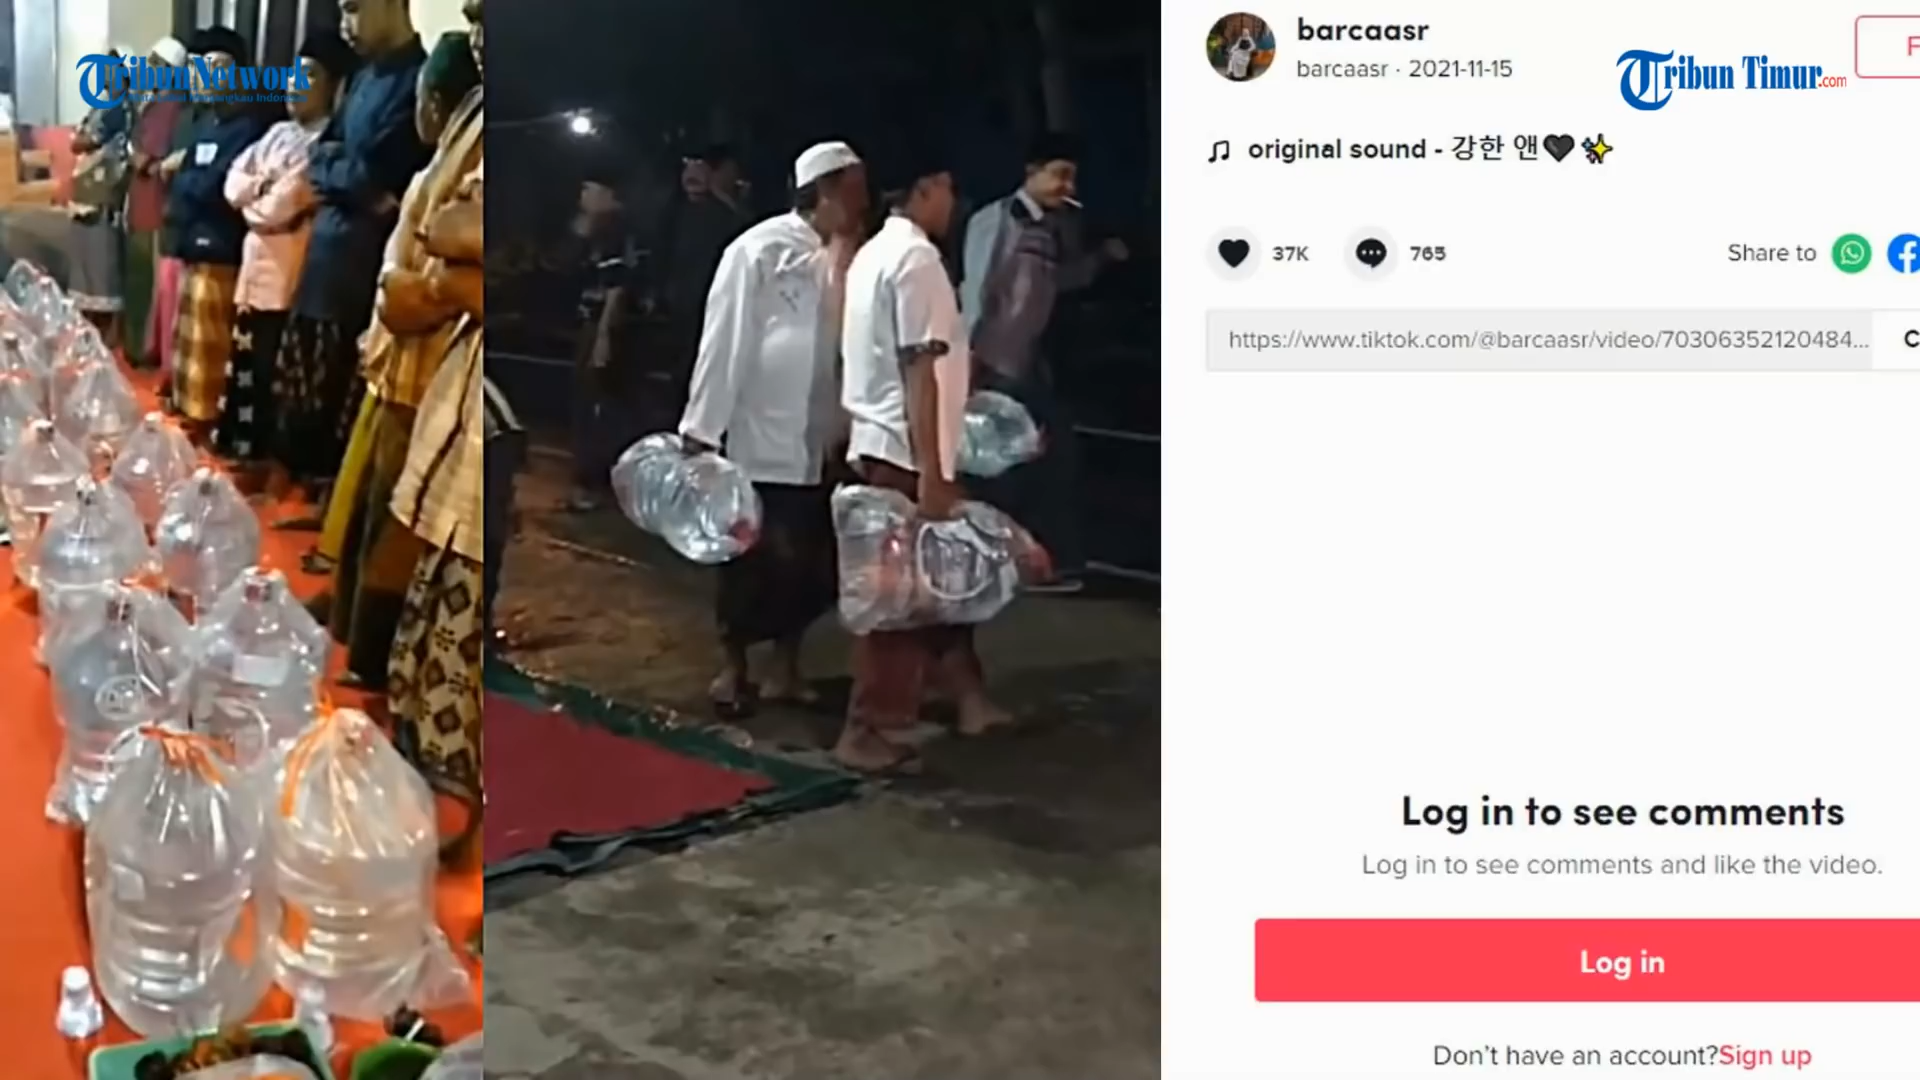 TribunNetwork
barcaasr
barcaasr · 2021-11-15
F
Tribun Timur.com
original sound - 강한 앤🖤✨
37K
765
Share to
https://www.tiktok.com/@barcaasr/video/70306352120484...
C
Log in to see comments
Log in to see comments and like the video.
Log in
Don't have an account?Sign up